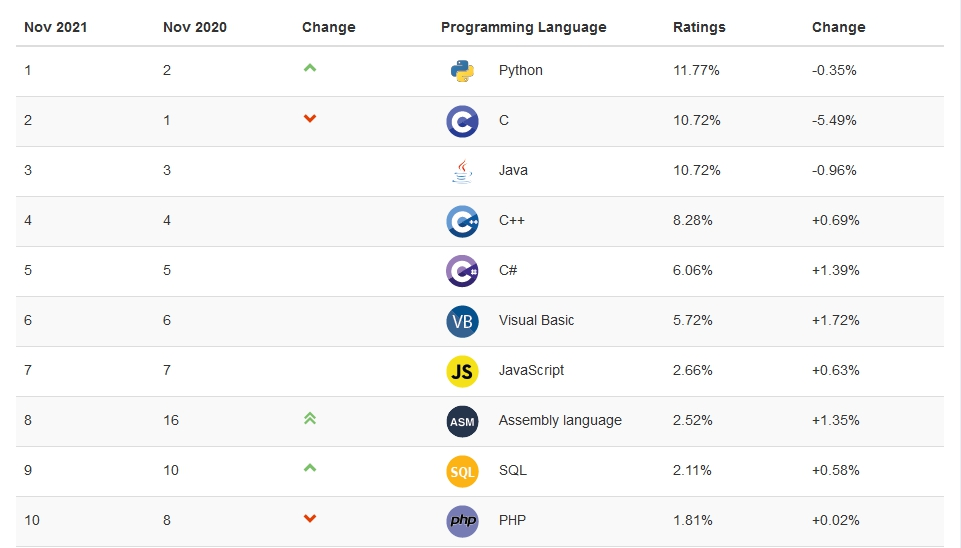 Nov 2021 Nov 2020 Change Programming Language Ratings Change
1 2 Python 11.77% -0.35%
2 1 C C 10.72% -5.49%
3 3 Java 10.72% -0.96%
4 4 C++ C++ 8.28% +0.69%
5 5 C# C# 6.06% +1.39%
6 6 VB Visual Basic 5.72% +1.72%
7 7 JS JavaScript 2.66% +0.63%
8 16 ASM Assembly language 2.52% +1.35%
9 10 SQL SQL 2.11% +0.58%
10 8 php PHP 1.81% +0.02%